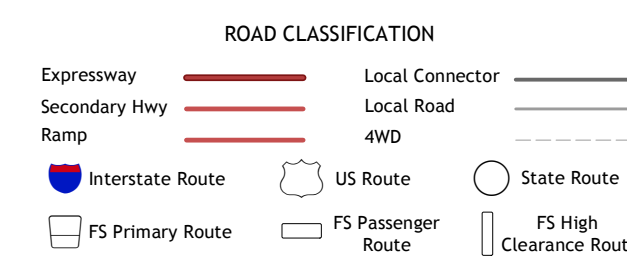 ROAD CLASSIFICATION
Expressway
Local Connector
Secondary Hwy
Local Road
Ramp
4WD
Interstate Route
US Route
State Route
FS Primary Route
FS Passenger
Route
FS High
Clearance Rout